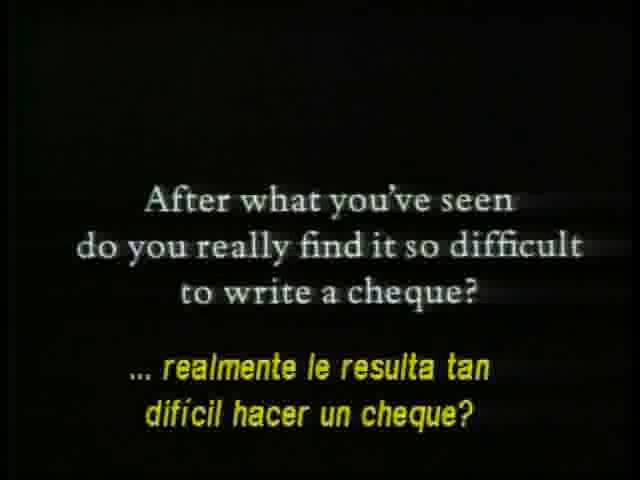 After what you've seen
do you really find it so difficult
to write a cheque?
... realmente le resulta tan
difícil hacer un cheque?